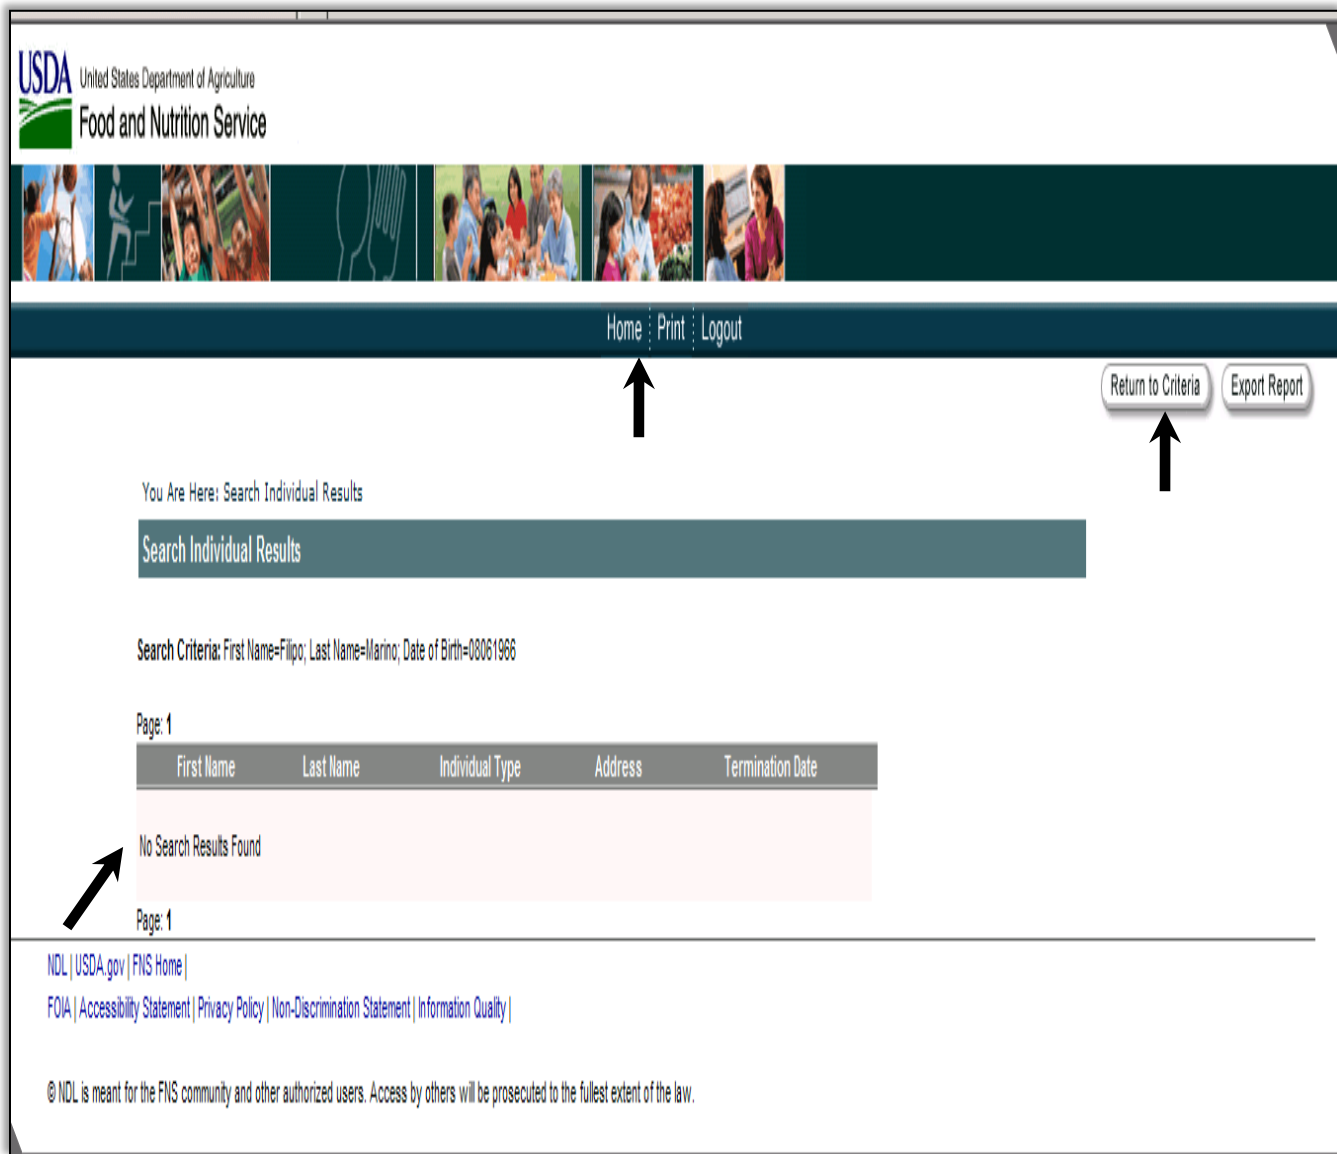 USDA United States Department of Agriculture
Food and Nutrition Service
Home Print Logout
Return to Criteria Export Report
You Are Here: Search Individual Results
Search Individual Results
Search Criteria: First Name=Filipo; Last Name=Marino; Date of Birth=08061966
Page: 1
First Name Last Name Individual Type Address Termination Date
No Search Results Found
Page: 1
NDL | USDA.gov | FNS Home |
FOIA | Accessibility Statement | Privacy Policy | Non-Discrimination Statement | Information Quality |
© NDL is meant for the FNS community and other authorized users. Access by others will be prosecuted to the fullest extent of the law.